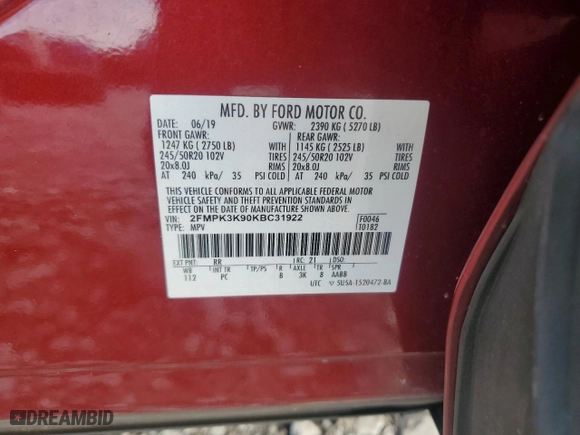 MFD. BY FORD MOTOR CO.
DATE: 06/19 GVWR: 2390 KG ( 5270 LB)
FRONT GAWR: REAR GAWR:
1247 KG ( 2750 LB) WITH 1145 KG ( 2525 LB) WITH
245/50R20 102V TIRES 245/50R20 102V TIRES
20x8.0J RIMS 20x8.0J RIMS
AT 240 kPa/ 35 PSI COLD AT 240 kPa/ 35 PSI COLD
THIS VEHICLE CONFORMS TO ALL APPLICABLE FEDERAL MOTOR
VEHICLE SAFETY AND THEFT PREVENTION STANDARDS IN
EFFECT ON THE DATE OF MANUFACTURE SHOWN ABOVE.
VIN: 2FMPK3K90KBC31922 F0046
TYPE: MPV T0182
EXT PNT: RR RC: 21 DSO:
WB INT TR TP/PS R AXLE TR SPR
112 PC B 3K B AABB
UTC 5U5A-1520472-BA
DREAMBID